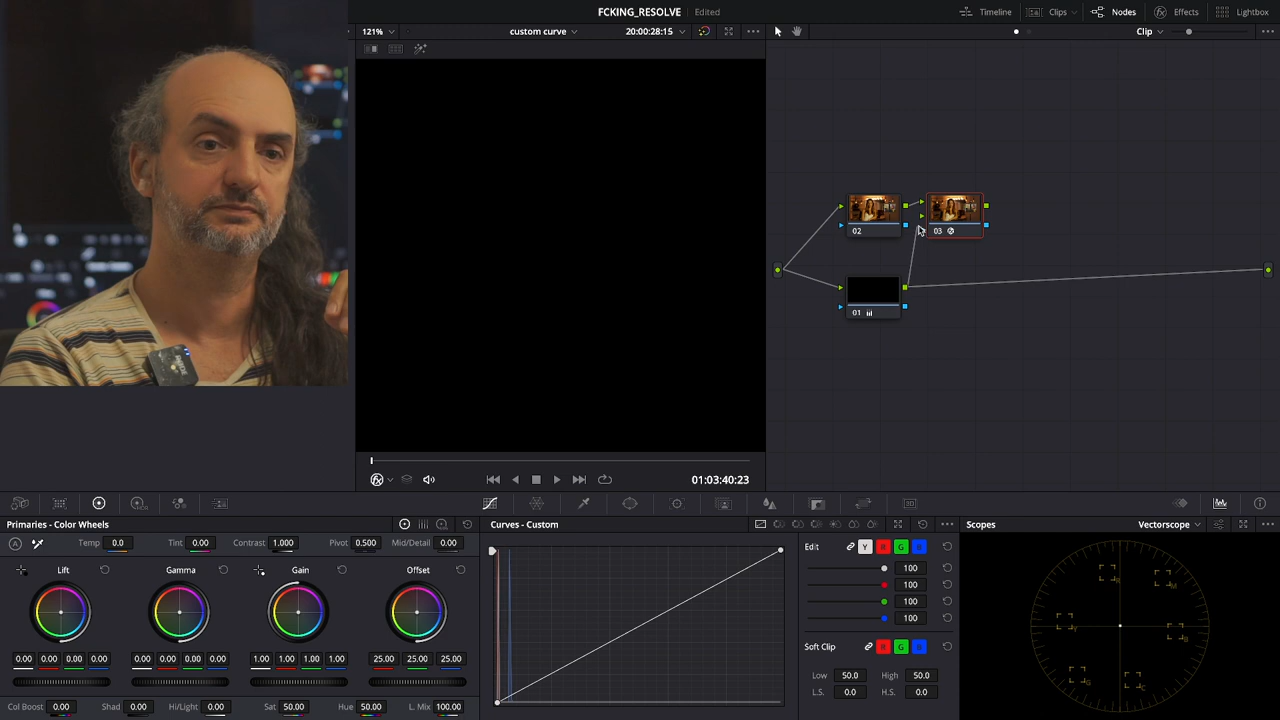 FCKING_RESOLVE Edited
Timeline Clips Nodes Effects Lightbox
121% custom curve 20:00:28:15 Clip
02 03
01
01:03:40:23
Primaries - Color Wheels
Temp 0.0 Tint 0.00 Contrast 1.000 Pivot 0.500 Mid/Detail 0.00
Lift Gamma Gain Offset
0.00 0.00 0.00 0.00 0.00 0.00 0.00 0.00 1.00 1.00 1.00 1.00 25.00 25.00 25.00
Col Boost 0.00 Shad 0.00 Hi/Light 0.00 Sat 50.00 Hue 50.00 L. Mix 100.00
Curves - Custom
Edit Y R G B
100
100
100
100
Soft Clip R G B
Low 50.0 High 50.0
L.S. 0.0 H.S. 0.0
Scopes Vectorscope
R M
Y B
G C